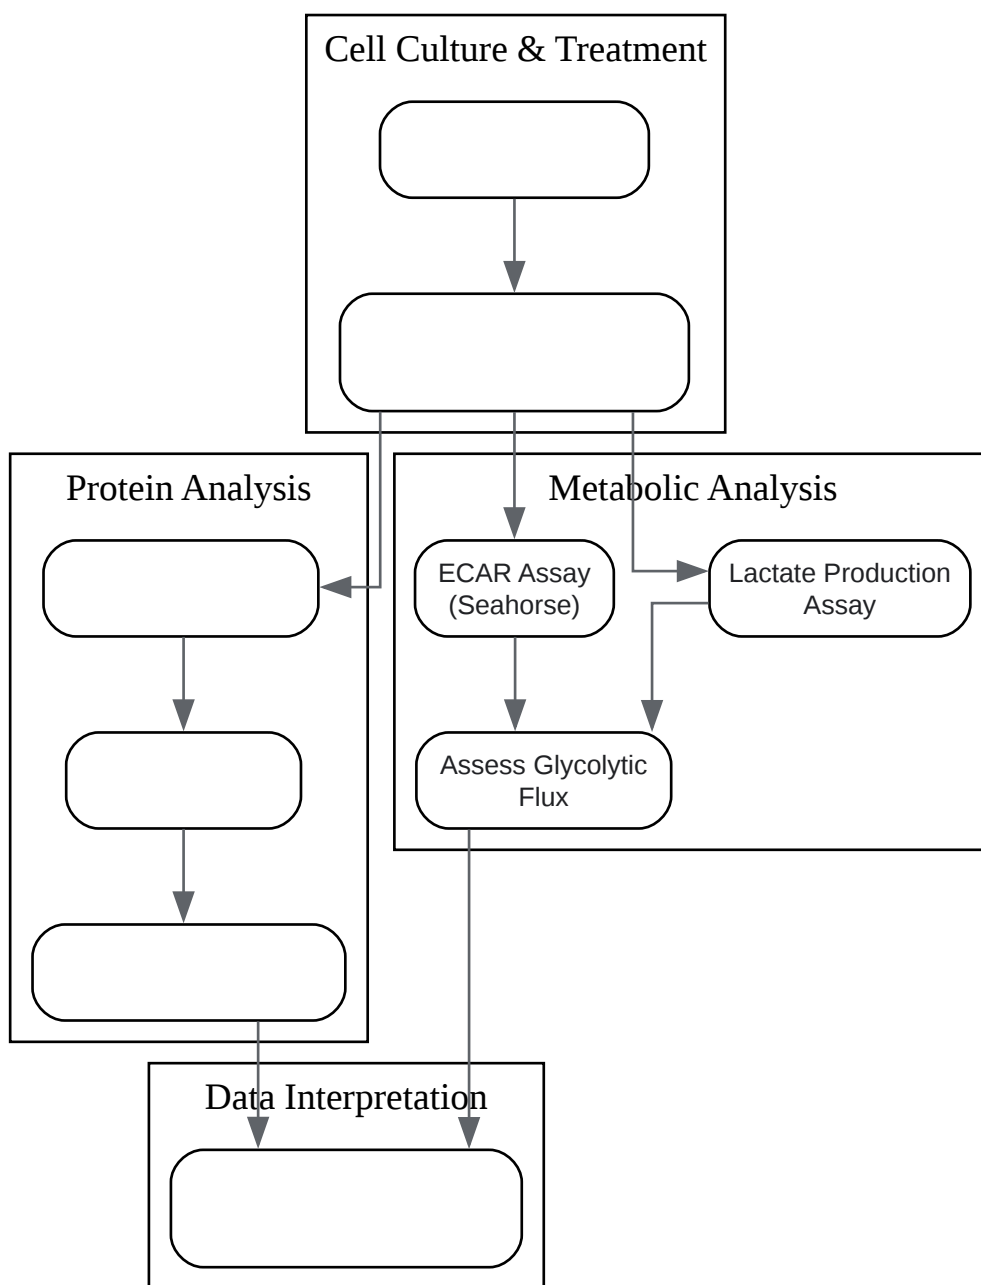 Cell Culture & Treatment
Protein Analysis
Metabolic Analysis
ECAR Assay
(Seahorse)
Lactate Production
Assay
Assess Glycolytic
Flux
Data Interpretation